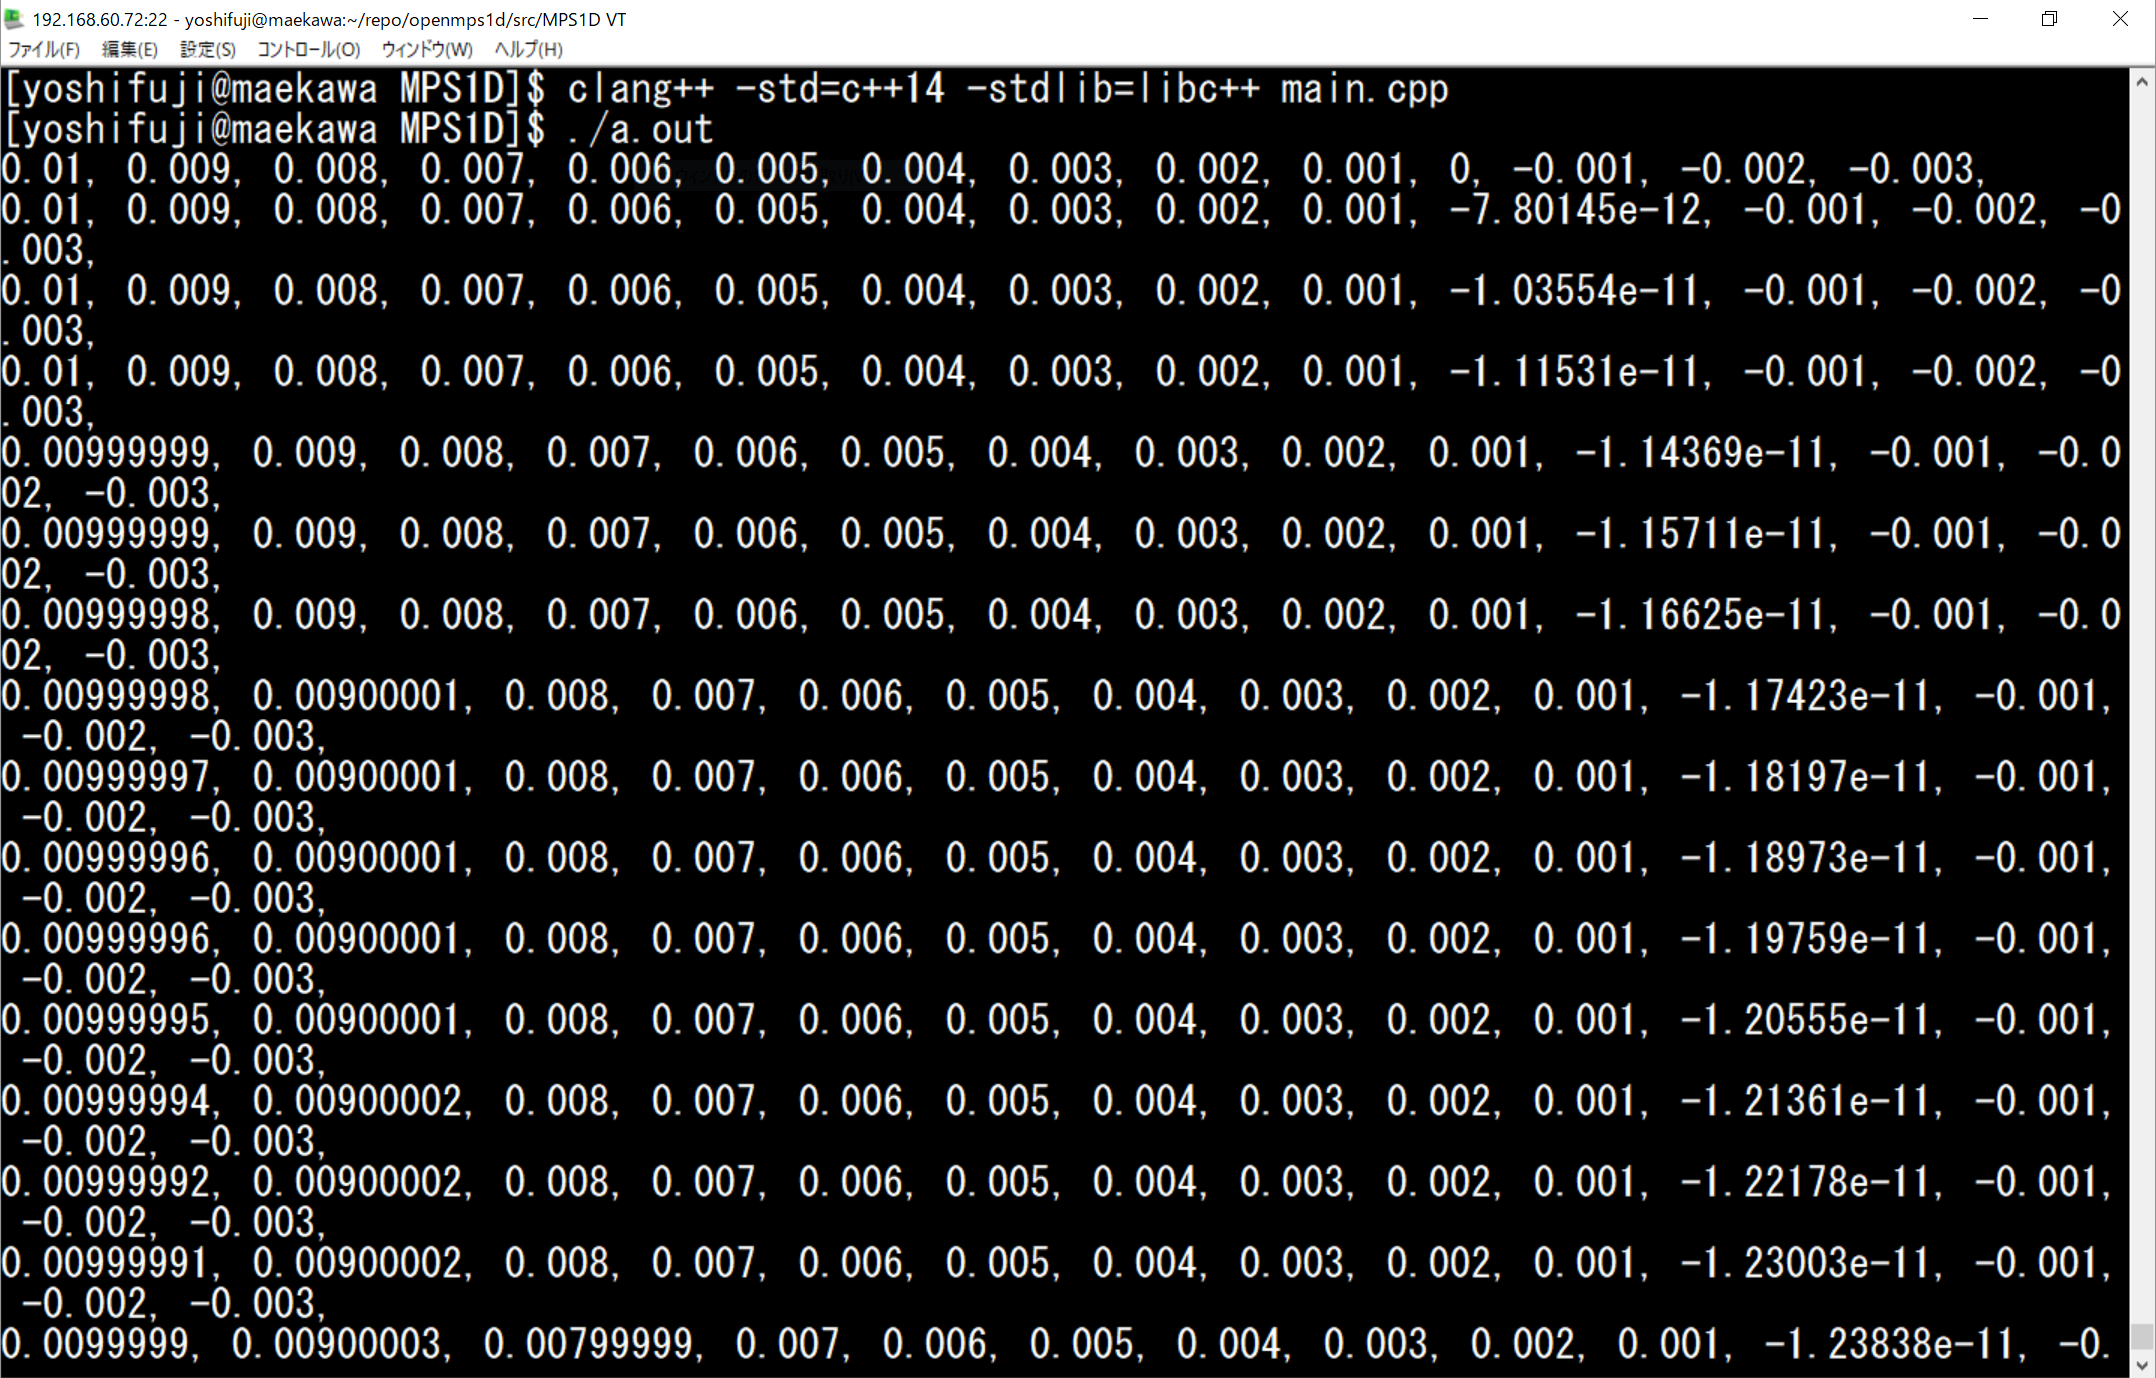 192.168.60.72:22 - yoshifuji@maekawa:~/repo/openmps1d/src/MPS1D VT
ファイル(F) 編集(E) 設定(S) コントロール(O) ウィンドウ(W) ヘルプ(H)
[yoshifuji@maekawa MPS1D]$ clang++ -std=c++14 -stdlib=libc++ main.cpp
[yoshifuji@maekawa MPS1D]$ ./a.out
0.01, 0.009, 0.008, 0.007, 0.006, 0.005, 0.004, 0.003, 0.002, 0.001, 0, -0.001, -0.002, -0.003,
0.01, 0.009, 0.008, 0.007, 0.006, 0.005, 0.004, 0.003, 0.002, 0.001, -7.80145e-12, -0.001, -0.002, -0
.003,
0.01, 0.009, 0.008, 0.007, 0.006, 0.005, 0.004, 0.003, 0.002, 0.001, -1.03554e-11, -0.001, -0.002, -0
.003,
0.01, 0.009, 0.008, 0.007, 0.006, 0.005, 0.004, 0.003, 0.002, 0.001, -1.11531e-11, -0.001, -0.002, -0
.003,
0.00999999, 0.009, 0.008, 0.007, 0.006, 0.005, 0.004, 0.003, 0.002, 0.001, -1.14369e-11, -0.001, -0.0
02, -0.003,
0.00999999, 0.009, 0.008, 0.007, 0.006, 0.005, 0.004, 0.003, 0.002, 0.001, -1.15711e-11, -0.001, -0.0
02, -0.003,
0.00999998, 0.009, 0.008, 0.007, 0.006, 0.005, 0.004, 0.003, 0.002, 0.001, -1.16625e-11, -0.001, -0.0
02, -0.003,
0.00999998, 0.00900001, 0.008, 0.007, 0.006, 0.005, 0.004, 0.003, 0.002, 0.001, -1.17423e-11, -0.001,
-0.002, -0.003,
0.00999997, 0.00900001, 0.008, 0.007, 0.006, 0.005, 0.004, 0.003, 0.002, 0.001, -1.18197e-11, -0.001,
-0.002, -0.003,
0.00999996, 0.00900001, 0.008, 0.007, 0.006, 0.005, 0.004, 0.003, 0.002, 0.001, -1.18973e-11, -0.001,
-0.002, -0.003,
0.00999996, 0.00900001, 0.008, 0.007, 0.006, 0.005, 0.004, 0.003, 0.002, 0.001, -1.19759e-11, -0.001,
-0.002, -0.003,
0.00999995, 0.00900001, 0.008, 0.007, 0.006, 0.005, 0.004, 0.003, 0.002, 0.001, -1.20555e-11, -0.001,
-0.002, -0.003,
0.00999994, 0.00900002, 0.008, 0.007, 0.006, 0.005, 0.004, 0.003, 0.002, 0.001, -1.21361e-11, -0.001,
-0.002, -0.003,
0.00999992, 0.00900002, 0.008, 0.007, 0.006, 0.005, 0.004, 0.003, 0.002, 0.001, -1.22178e-11, -0.001,
-0.002, -0.003,
0.00999991, 0.00900002, 0.008, 0.007, 0.006, 0.005, 0.004, 0.003, 0.002, 0.001, -1.23003e-11, -0.001,
-0.002, -0.003,
0.0099999, 0.00900003, 0.00799999, 0.007, 0.006, 0.005, 0.004, 0.003, 0.002, 0.001, -1.23838e-11, -0.